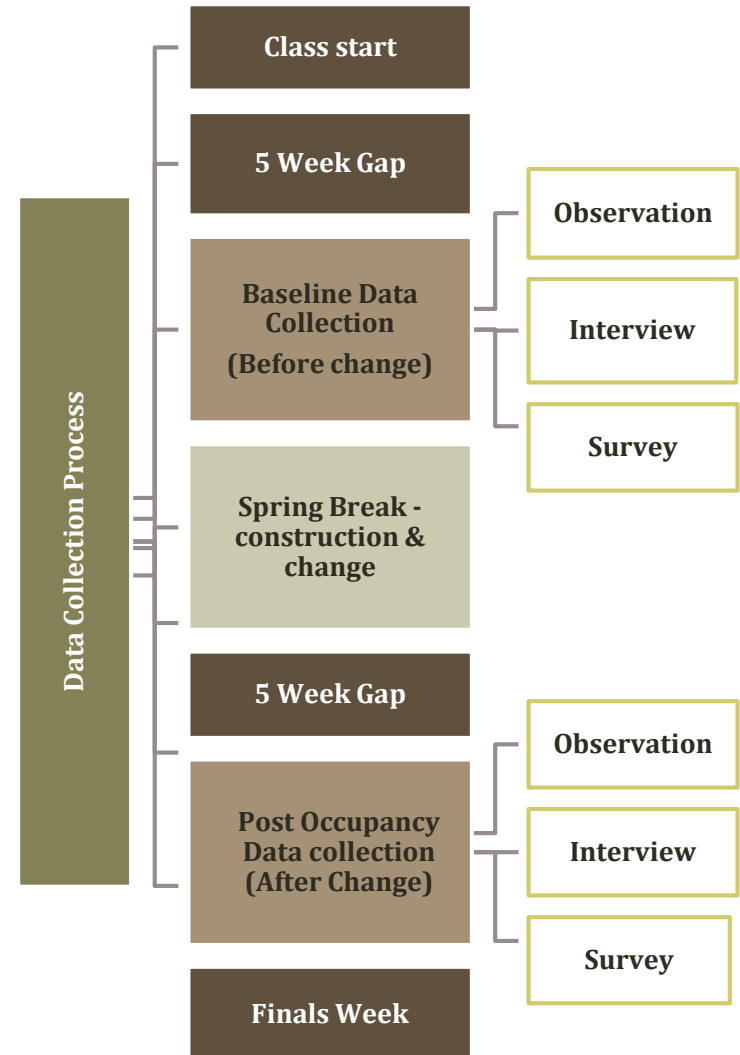 Data Collection Process
Class start
5 Week Gap
Baseline Data
Collection
(Before change)
Observation
Interview
Survey
Spring Break -
construction &
change
5 Week Gap
Post Occupancy
Data collection
(After Change)
Observation
Interview
Survey
Finals Week